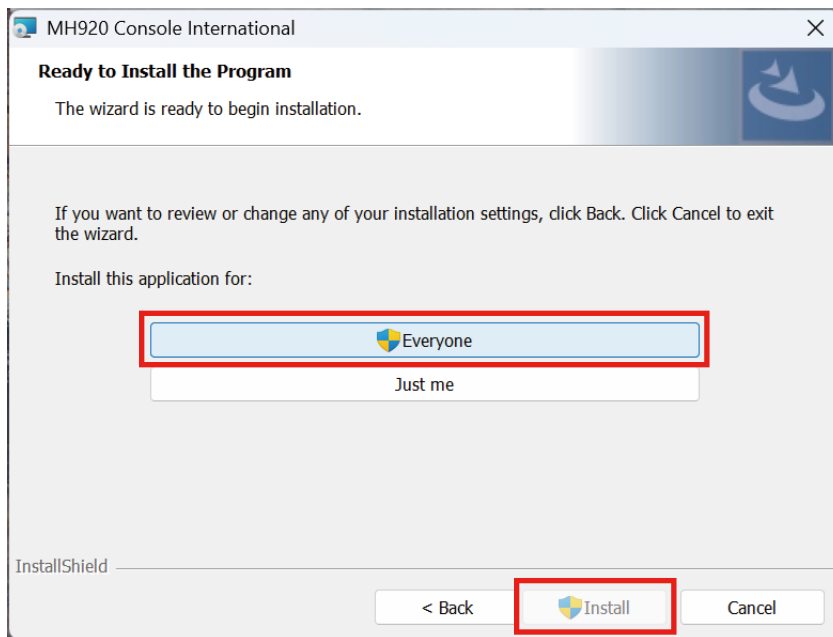 MH920 Console International
Ready to Install the Program
The wizard is ready to begin installation.
If you want to review or change any of your installation settings, click Back. Click Cancel to exit
the wizard.
Install this application for:
Everyone
Just me
InstallShield
< Back
Install
Cancel